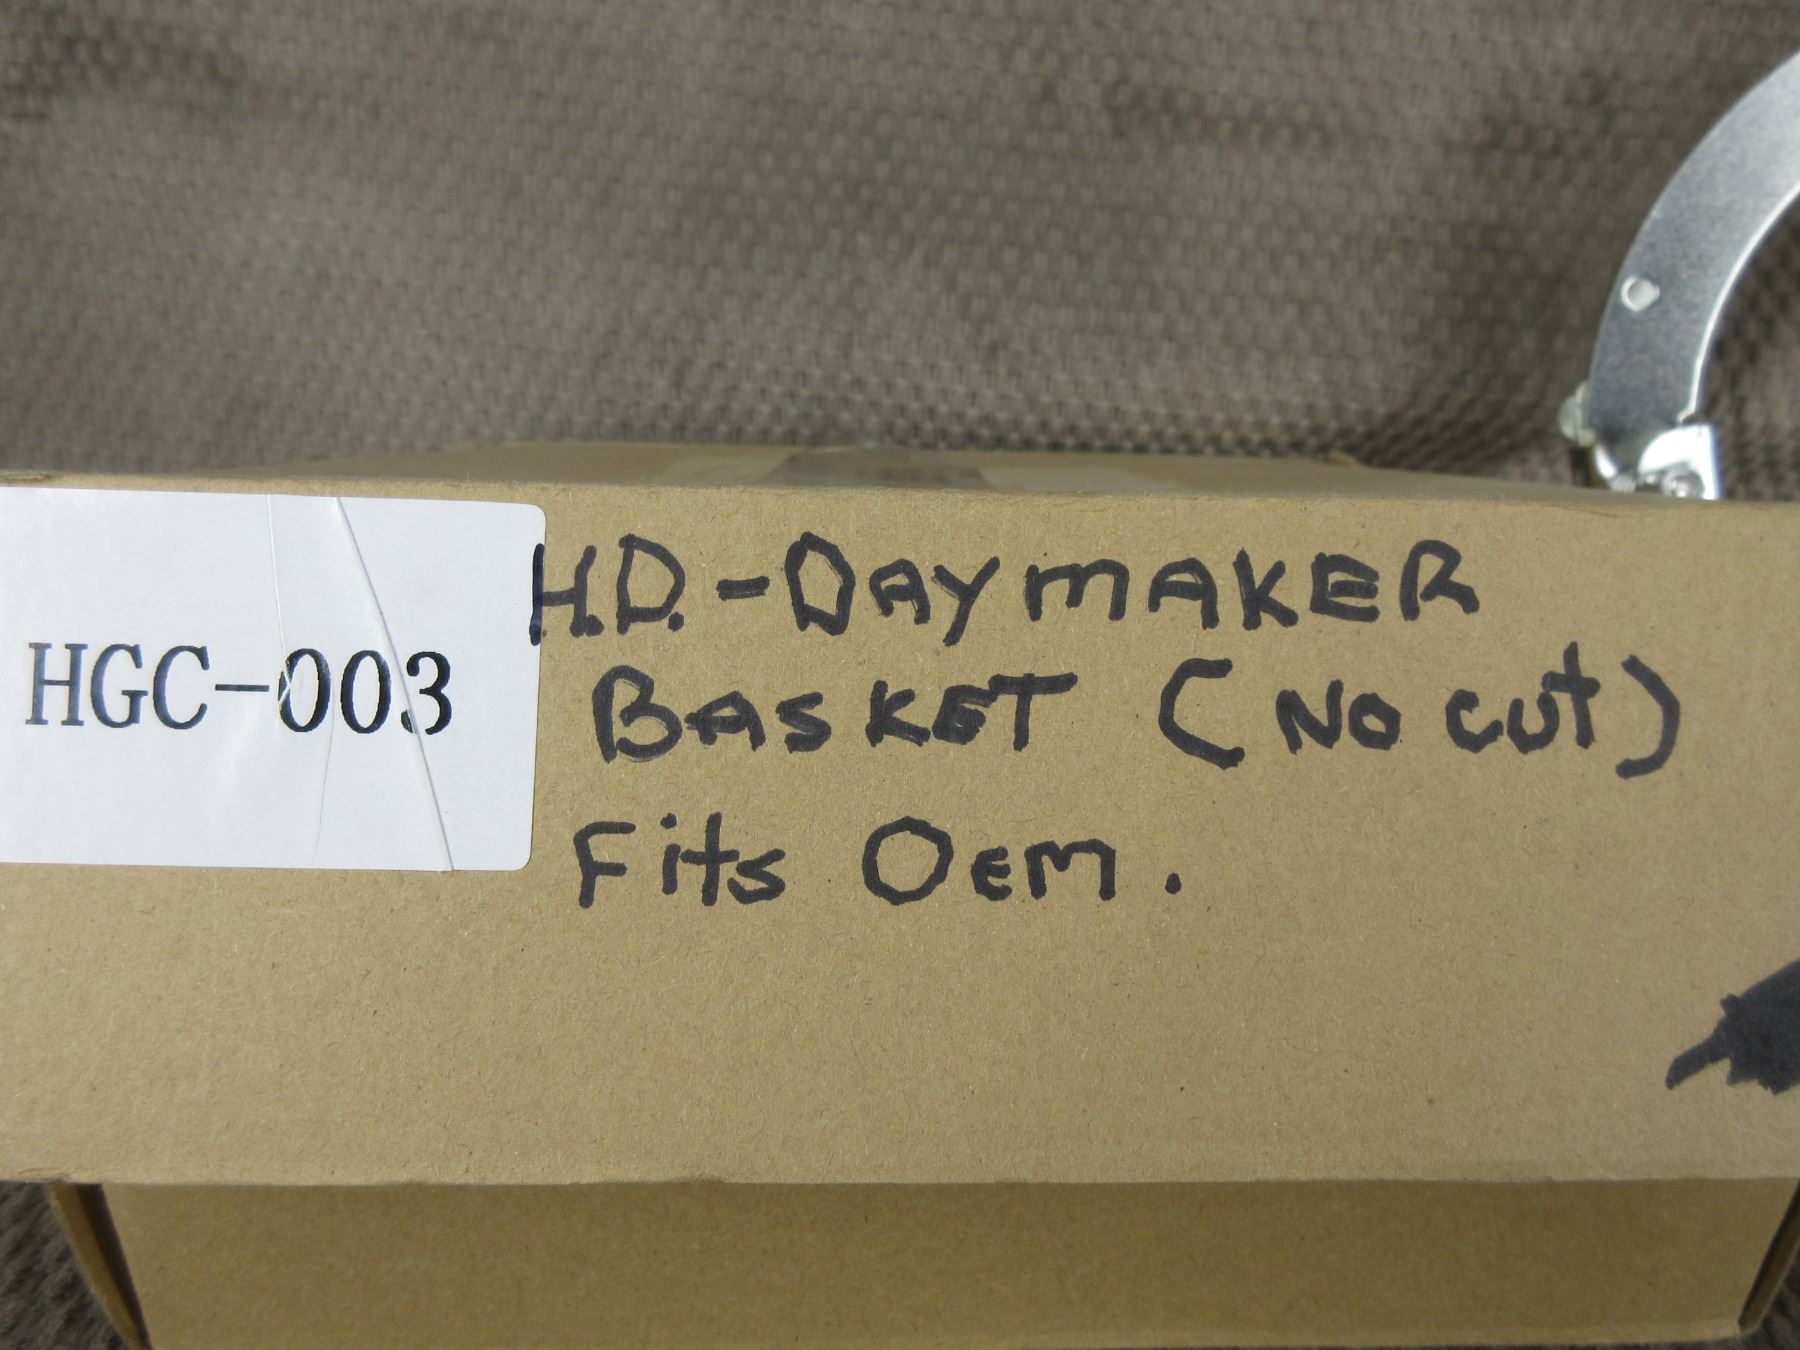 HGC-003
H.D.-DAYMAKER
BASKET (NO CUt)
Fits OEM.